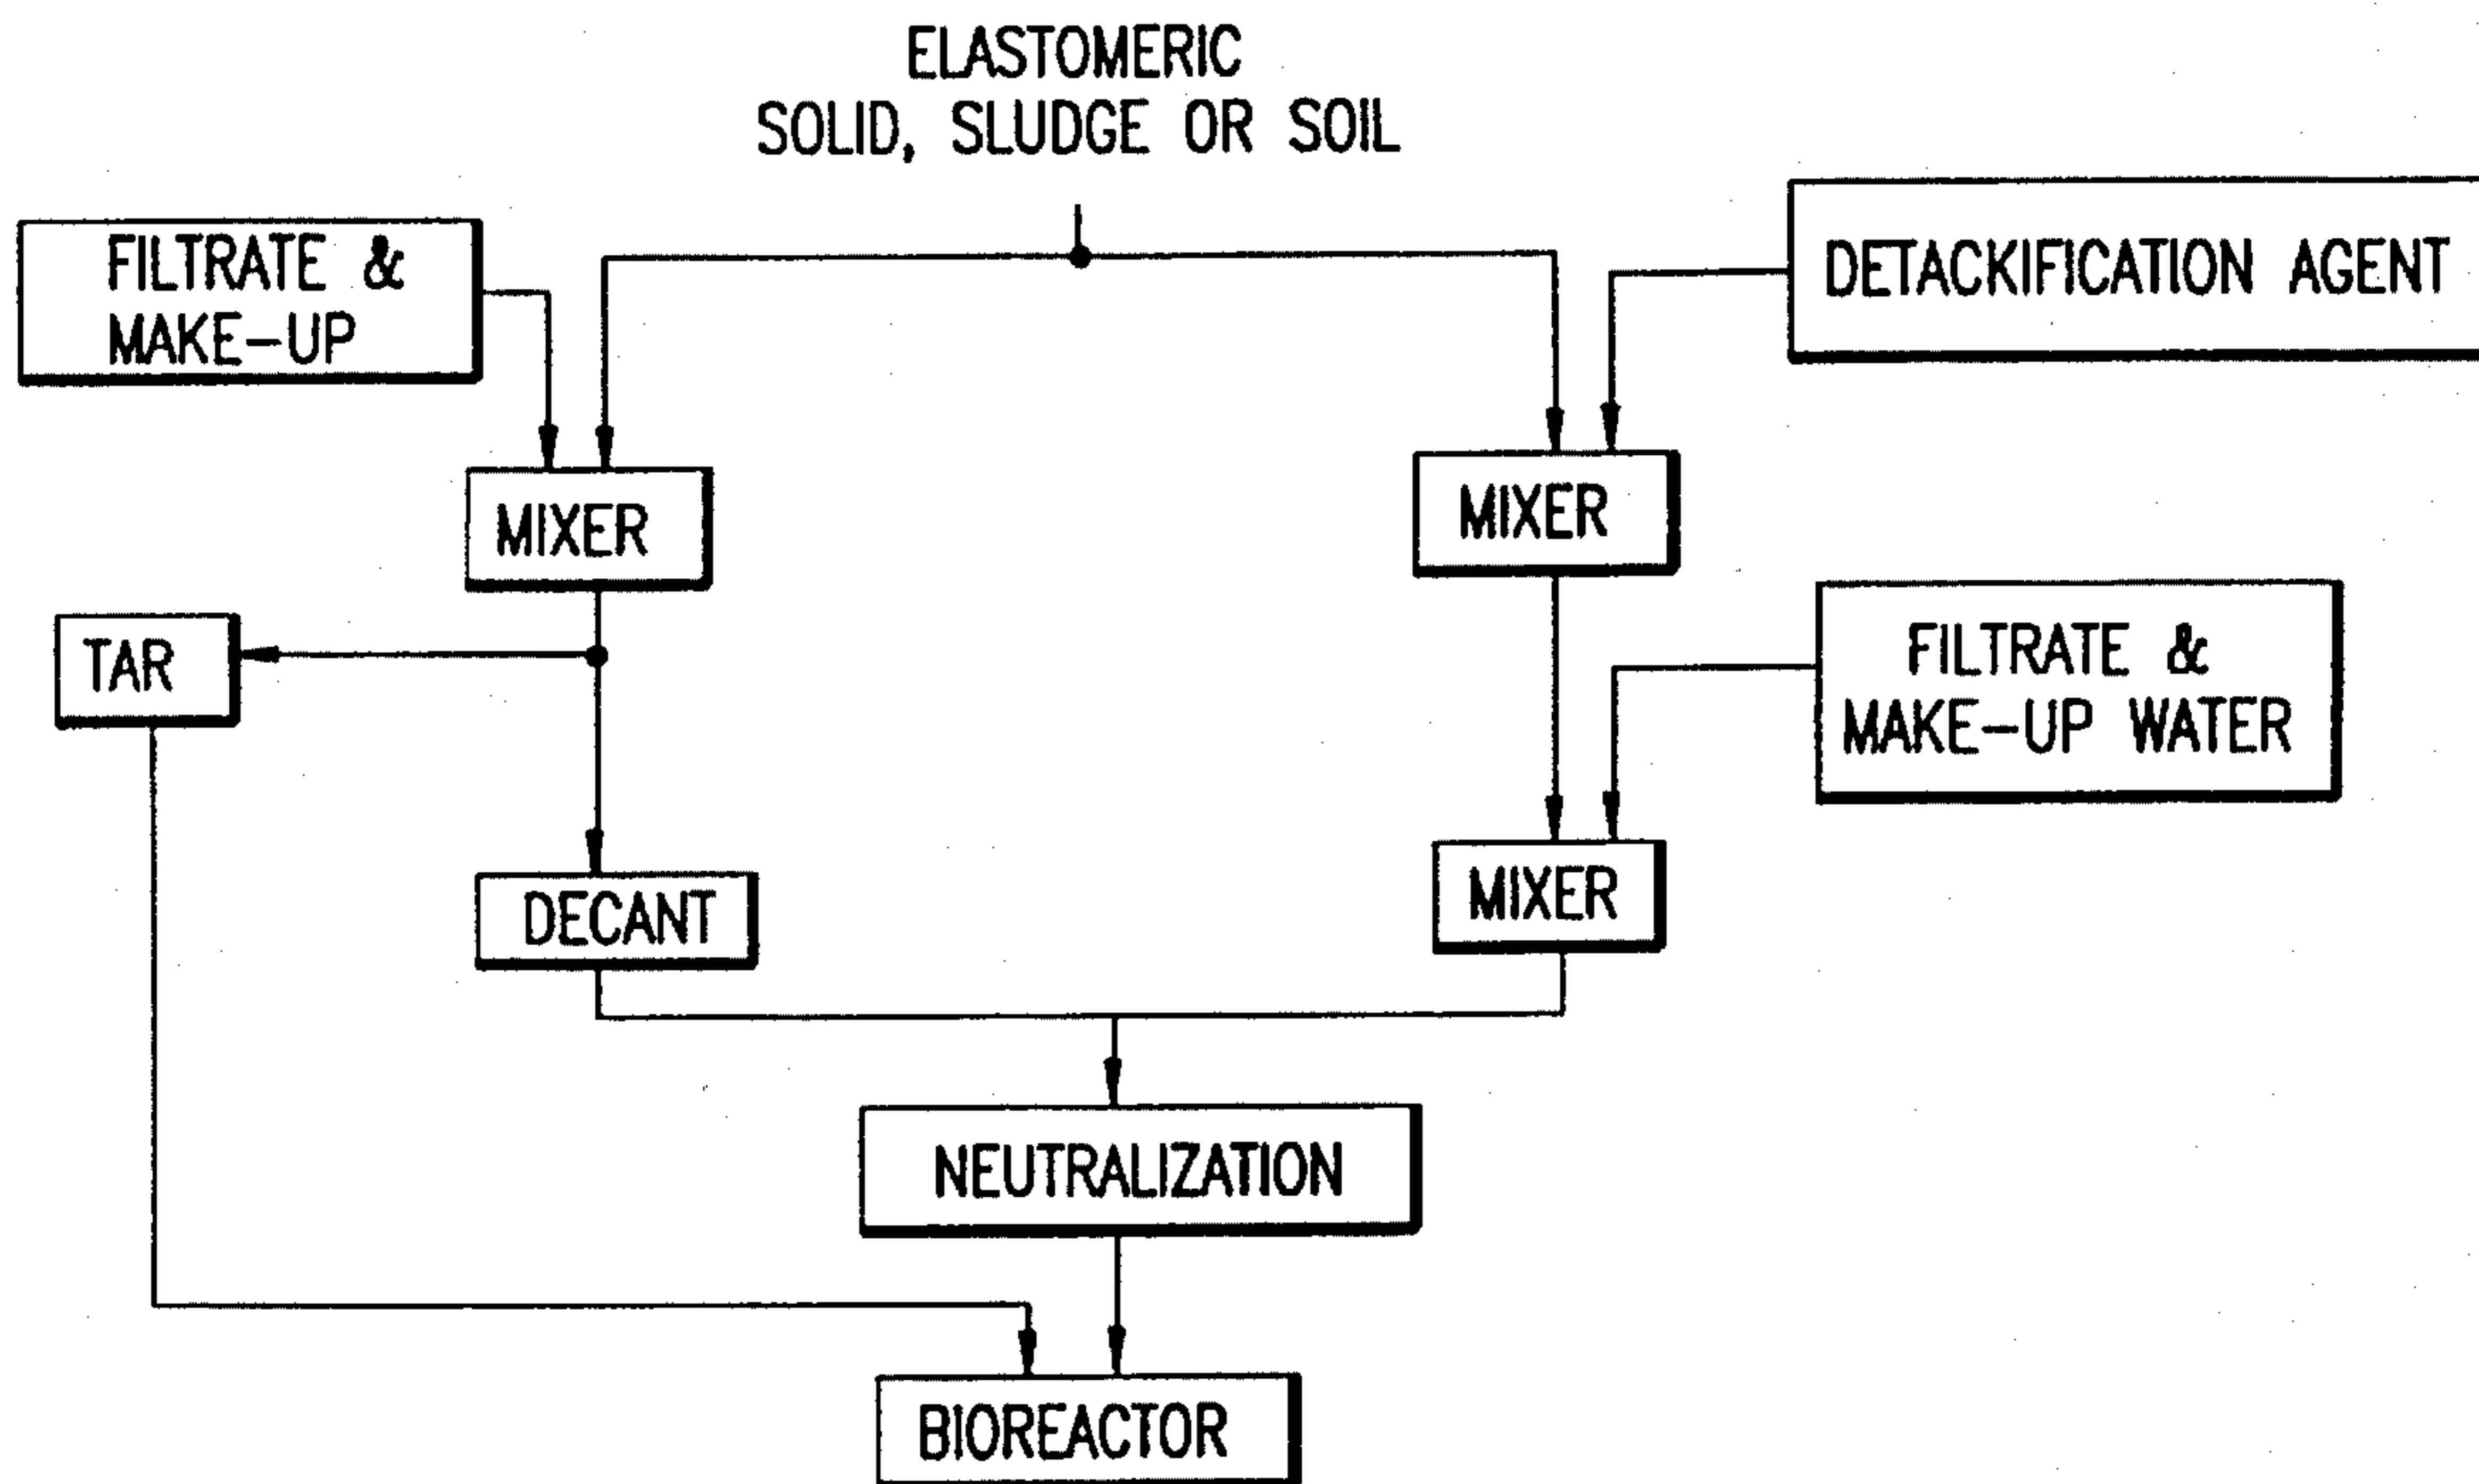 ELASTOMERIC
SOLID, SLUDGE OR SOIL
FILTRATE &
MAKE-UP
DETACKIFICATION AGENT
MIXER
MIXER
TAR
FILTRATE &
MAKE-UP WATER
DECANT
MIXER
NEUTRALIZATION
BIOREACTOR